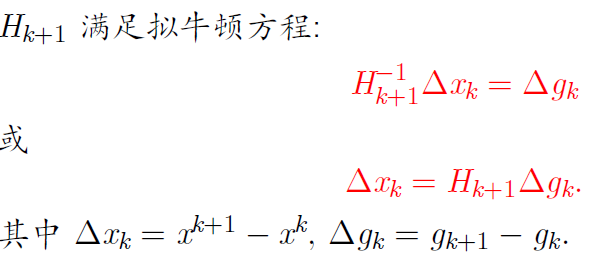 $H_{k+1}$ 满足拟牛顿方程:
$H_{k+1}^{-1}\Delta x_k = \Delta g_k$
或
$\Delta x_k = H_{k+1}\Delta g_k.$
其中 $\Delta x_k = x^{k+1} - x^k$, $\Delta g_k = g_{k+1} - g_k.$